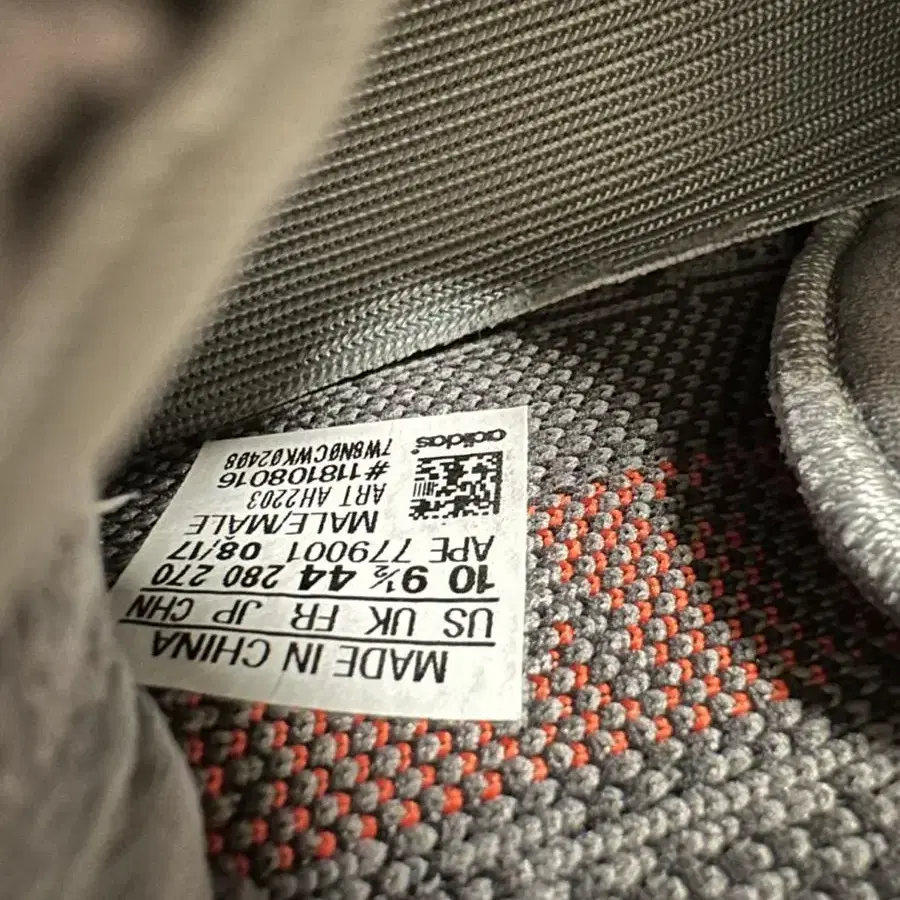 MADE IN CHINA
US UK FR JP CHN
10 9½ 44 280 270
APE 779001 08/17
MALE/MALE
ART AH2203
#118108016
7W8N0CWK02408
adidas